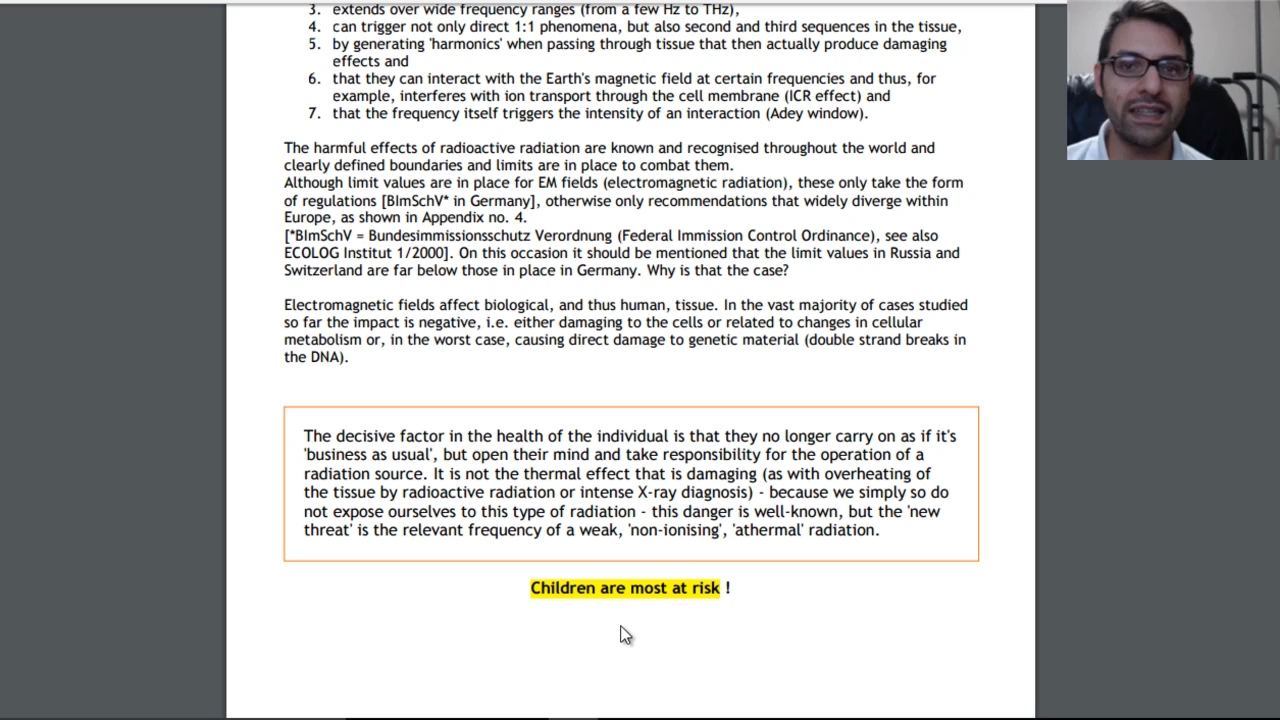 3. extends over wide frequency ranges (from a few Hz to THz),
4. can trigger not only direct 1:1 phenomena, but also second and third sequences in the tissue,
5. by generating 'harmonics' when passing through tissue that then actually produce damaging
effects and
6. that they can interact with the Earth's magnetic field at certain frequencies and thus, for
example, interferes with ion transport through the cell membrane (ICR effect) and
7. that the frequency itself triggers the intensity of an interaction (Adey window).
The harmful effects of radioactive radiation are known and recognised throughout the world and
clearly defined boundaries and limits are in place to combat them.
Although limit values are in place for EM fields (electromagnetic radiation), these only take the form
of regulations [BImSchV* in Germany], otherwise only recommendations that widely diverge within
Europe, as shown in Appendix no. 4.
[*BImSchV = Bundesimmissionsschutz Verordnung (Federal Immission Control Ordinance), see also
ECOLOG Institut 1/2000]. On this occasion it should be mentioned that the limit values in Russia and
Switzerland are far below those in place in Germany. Why is that the case?
Electromagnetic fields affect biological, and thus human, tissue. In the vast majority of cases studied
so far the impact is negative, i.e. either damaging to the cells or related to changes in cellular
metabolism or, in the worst case, causing direct damage to genetic material (double strand breaks in
the DNA).
The decisive factor in the health of the individual is that they no longer carry on as if it's
'business as usual', but open their mind and take responsibility for the operation of a
radiation source. It is not the thermal effect that is damaging (as with overheating of
the tissue by radioactive radiation or intense X-ray diagnosis) - because we simply so do
not expose ourselves to this type of radiation - this danger is well-known, but the 'new
threat' is the relevant frequency of a weak, 'non-ionising', 'athermal' radiation.
Children are most at risk !